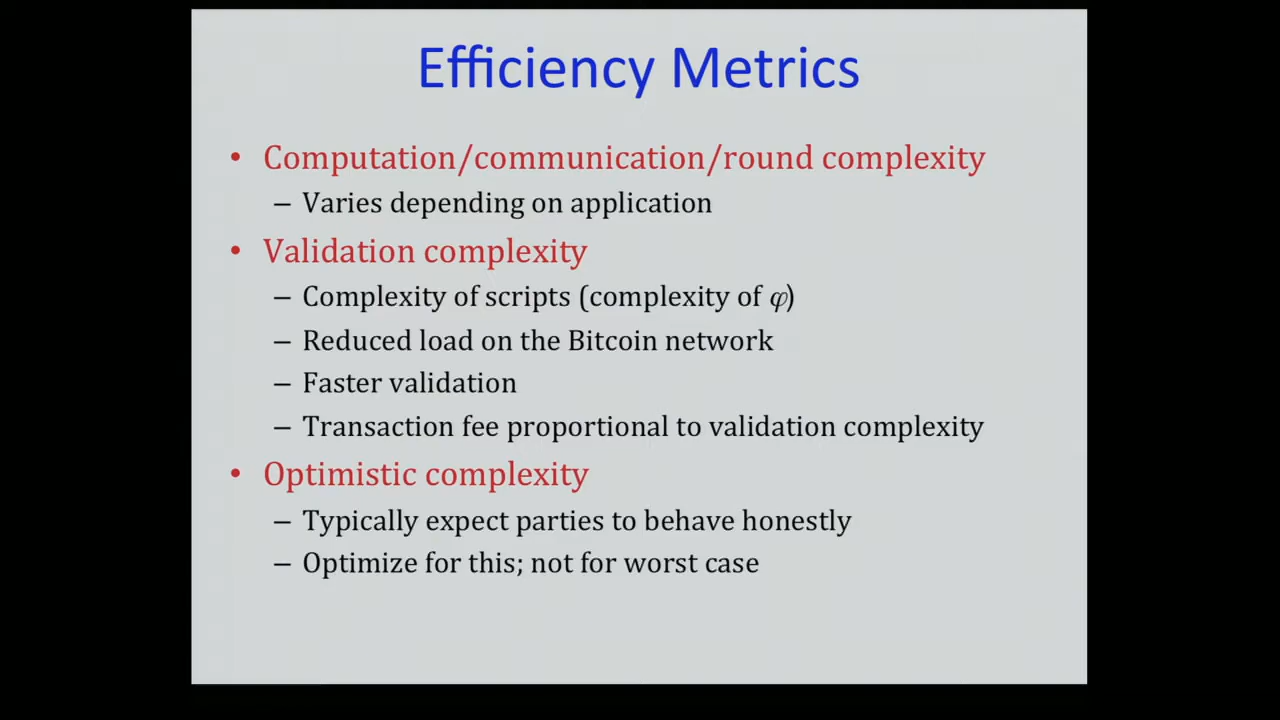 Efficiency Metrics
• Computation/communication/round complexity
– Varies depending on application
• Validation complexity
– Complexity of scripts (complexity of φ)
– Reduced load on the Bitcoin network
– Faster validation
– Transaction fee proportional to validation complexity
• Optimistic complexity
– Typically expect parties to behave honestly
– Optimize for this; not for worst case